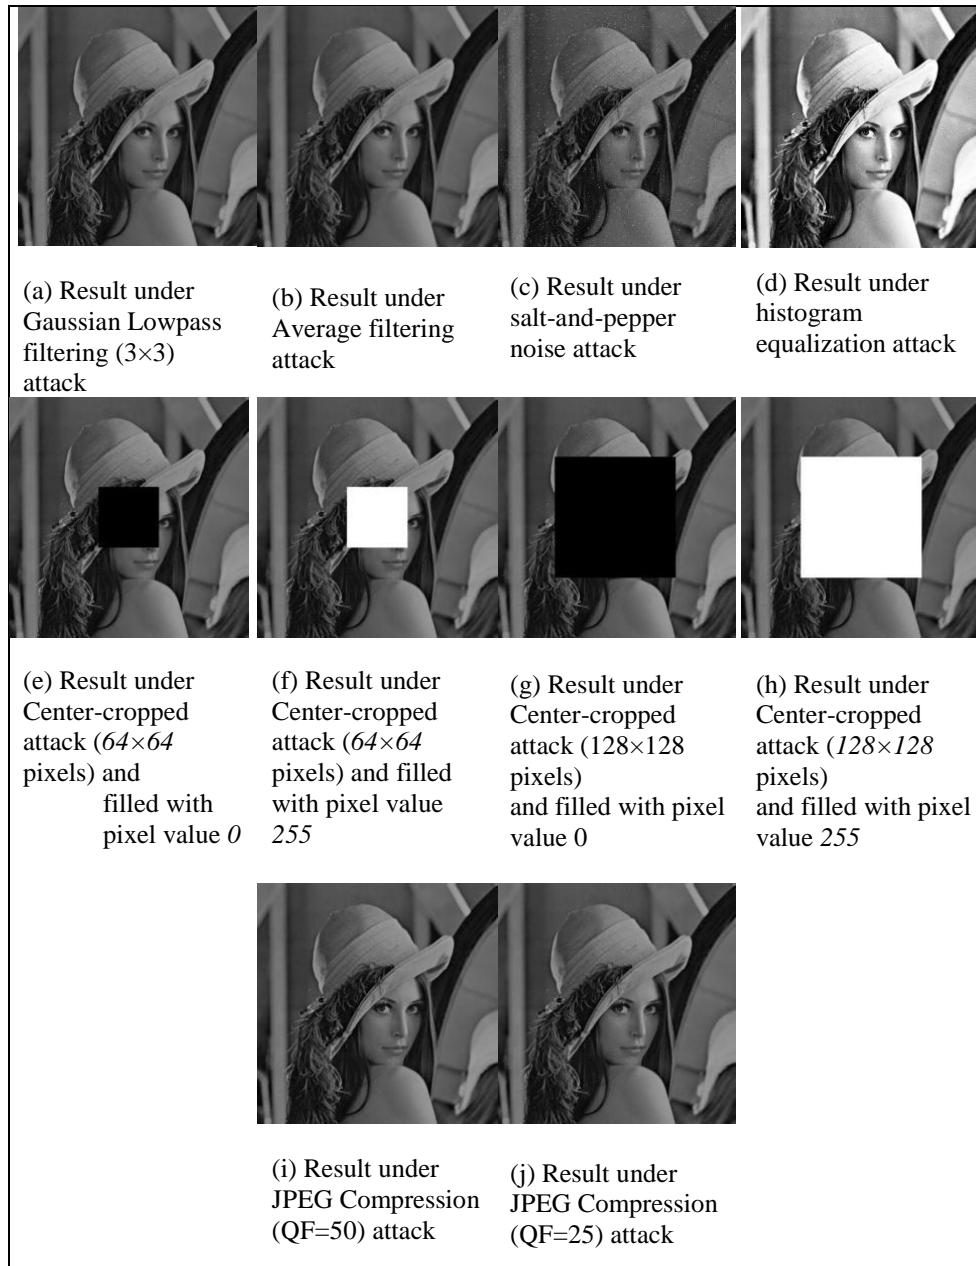 (a) Result under
Gaussian Lowpass
filtering (3×3)
attack
(b) Result under
Average filtering
attack
(c) Result under
salt-and-pepper
noise attack
(d) Result under
histogram
equalization attack
(e) Result under
Center-cropped
attack (64×64
pixels) and
filled with
pixel value 0
(f) Result under
Center-cropped
attack (64×64
pixels) and filled
with pixel value
255
(g) Result under
Center-cropped
attack (128×128
pixels)
and filled with pixel
value 0
(h) Result under
Center-cropped
attack (128×128
pixels)
and filled with pixel
value 255
(i) Result under
JPEG Compression
(QF=50) attack
(j) Result under
JPEG Compression
(QF=25) attack